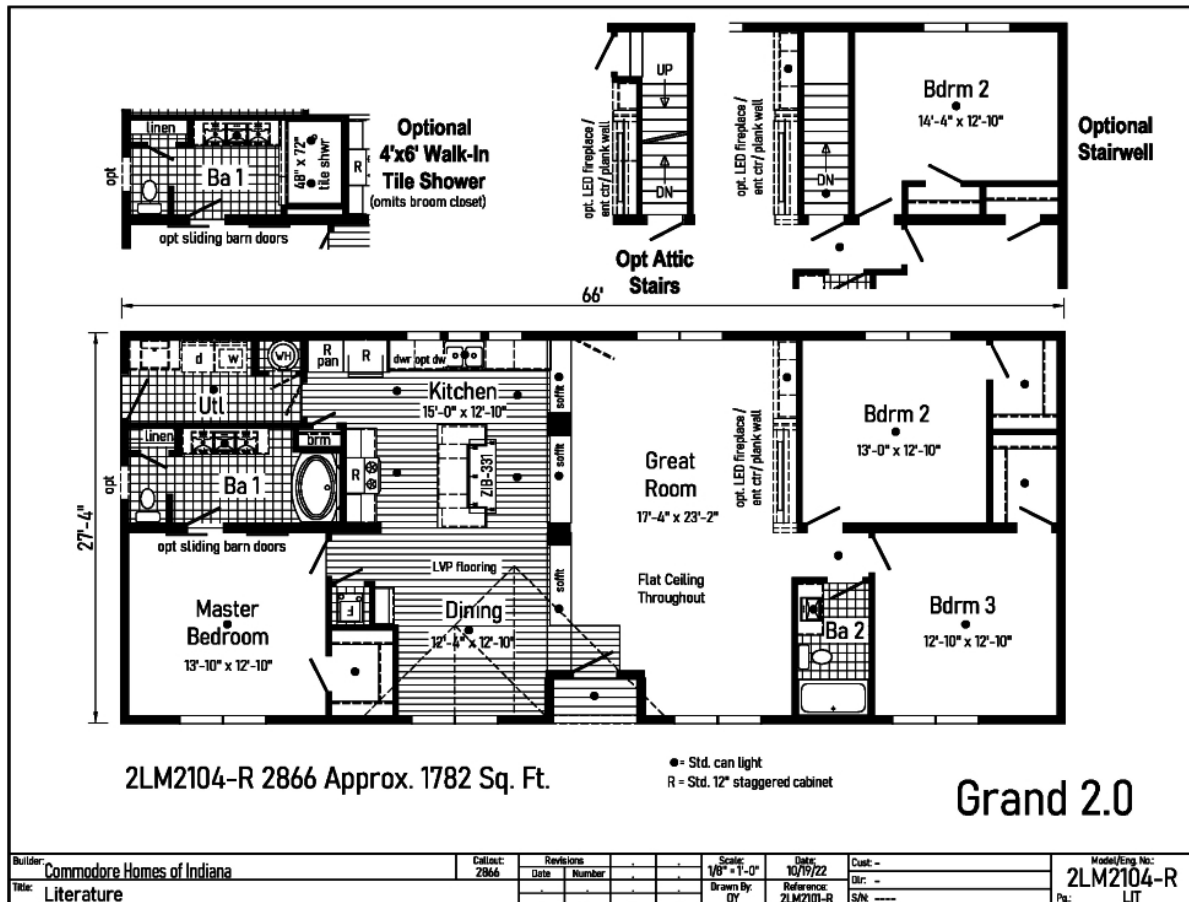 linen
opt
Ba 1
48" x 72"
tile shwr
R
opt sliding barn doors
Optional
4'x6' Walk-In
Tile Shower
(omits broom closet)
UP
DN
opt. LED fireplace /
ent ctr/ plank wall
Opt Attic
Stairs
opt. LED fireplace /
ent ctr/ plank wall
DN
Bdrm 2
14'-4" x 12'-10"
Optional
Stairwell
66'
27'-4"
d
w
WH
Utl
R
pan
R
dwr
opt dw
Kitchen
15'-0" x 12'-10"
soffit
linen
brm
opt
Ba 1
R
ZIB-331
soffit
opt sliding barn doors
Great
Room
17'-4" x 23'-2"
opt. LED fireplace /
ent ctr/ plank wall
Bdrm 2
13'-0" x 12'-10"
LVP flooring
soffit
Flat Ceiling
Throughout
Master
Bedroom
13'-10" x 12'-10"
F
Dining
12'-4" x 12'-10"
Ba 2
Bdrm 3
12'-10" x 12'-10"
2LM2104-R 2866 Approx. 1782 Sq. Ft.
●= Std. can light
R = Std. 12" staggered cabinet
Grand 2.0
Builder: Commodore Homes of Indiana
Title: Literature
Callout:
2866
Revisions
Date Number
Scale:
1/8" = 1'-0"
Drawn By:
DY
Date:
10/19/22
Reference:
2LM2101-R
Cust: -
Dlr: -
S/N: ----
Model/Eng. No.:
2LM2104-R
Pg.: LIT